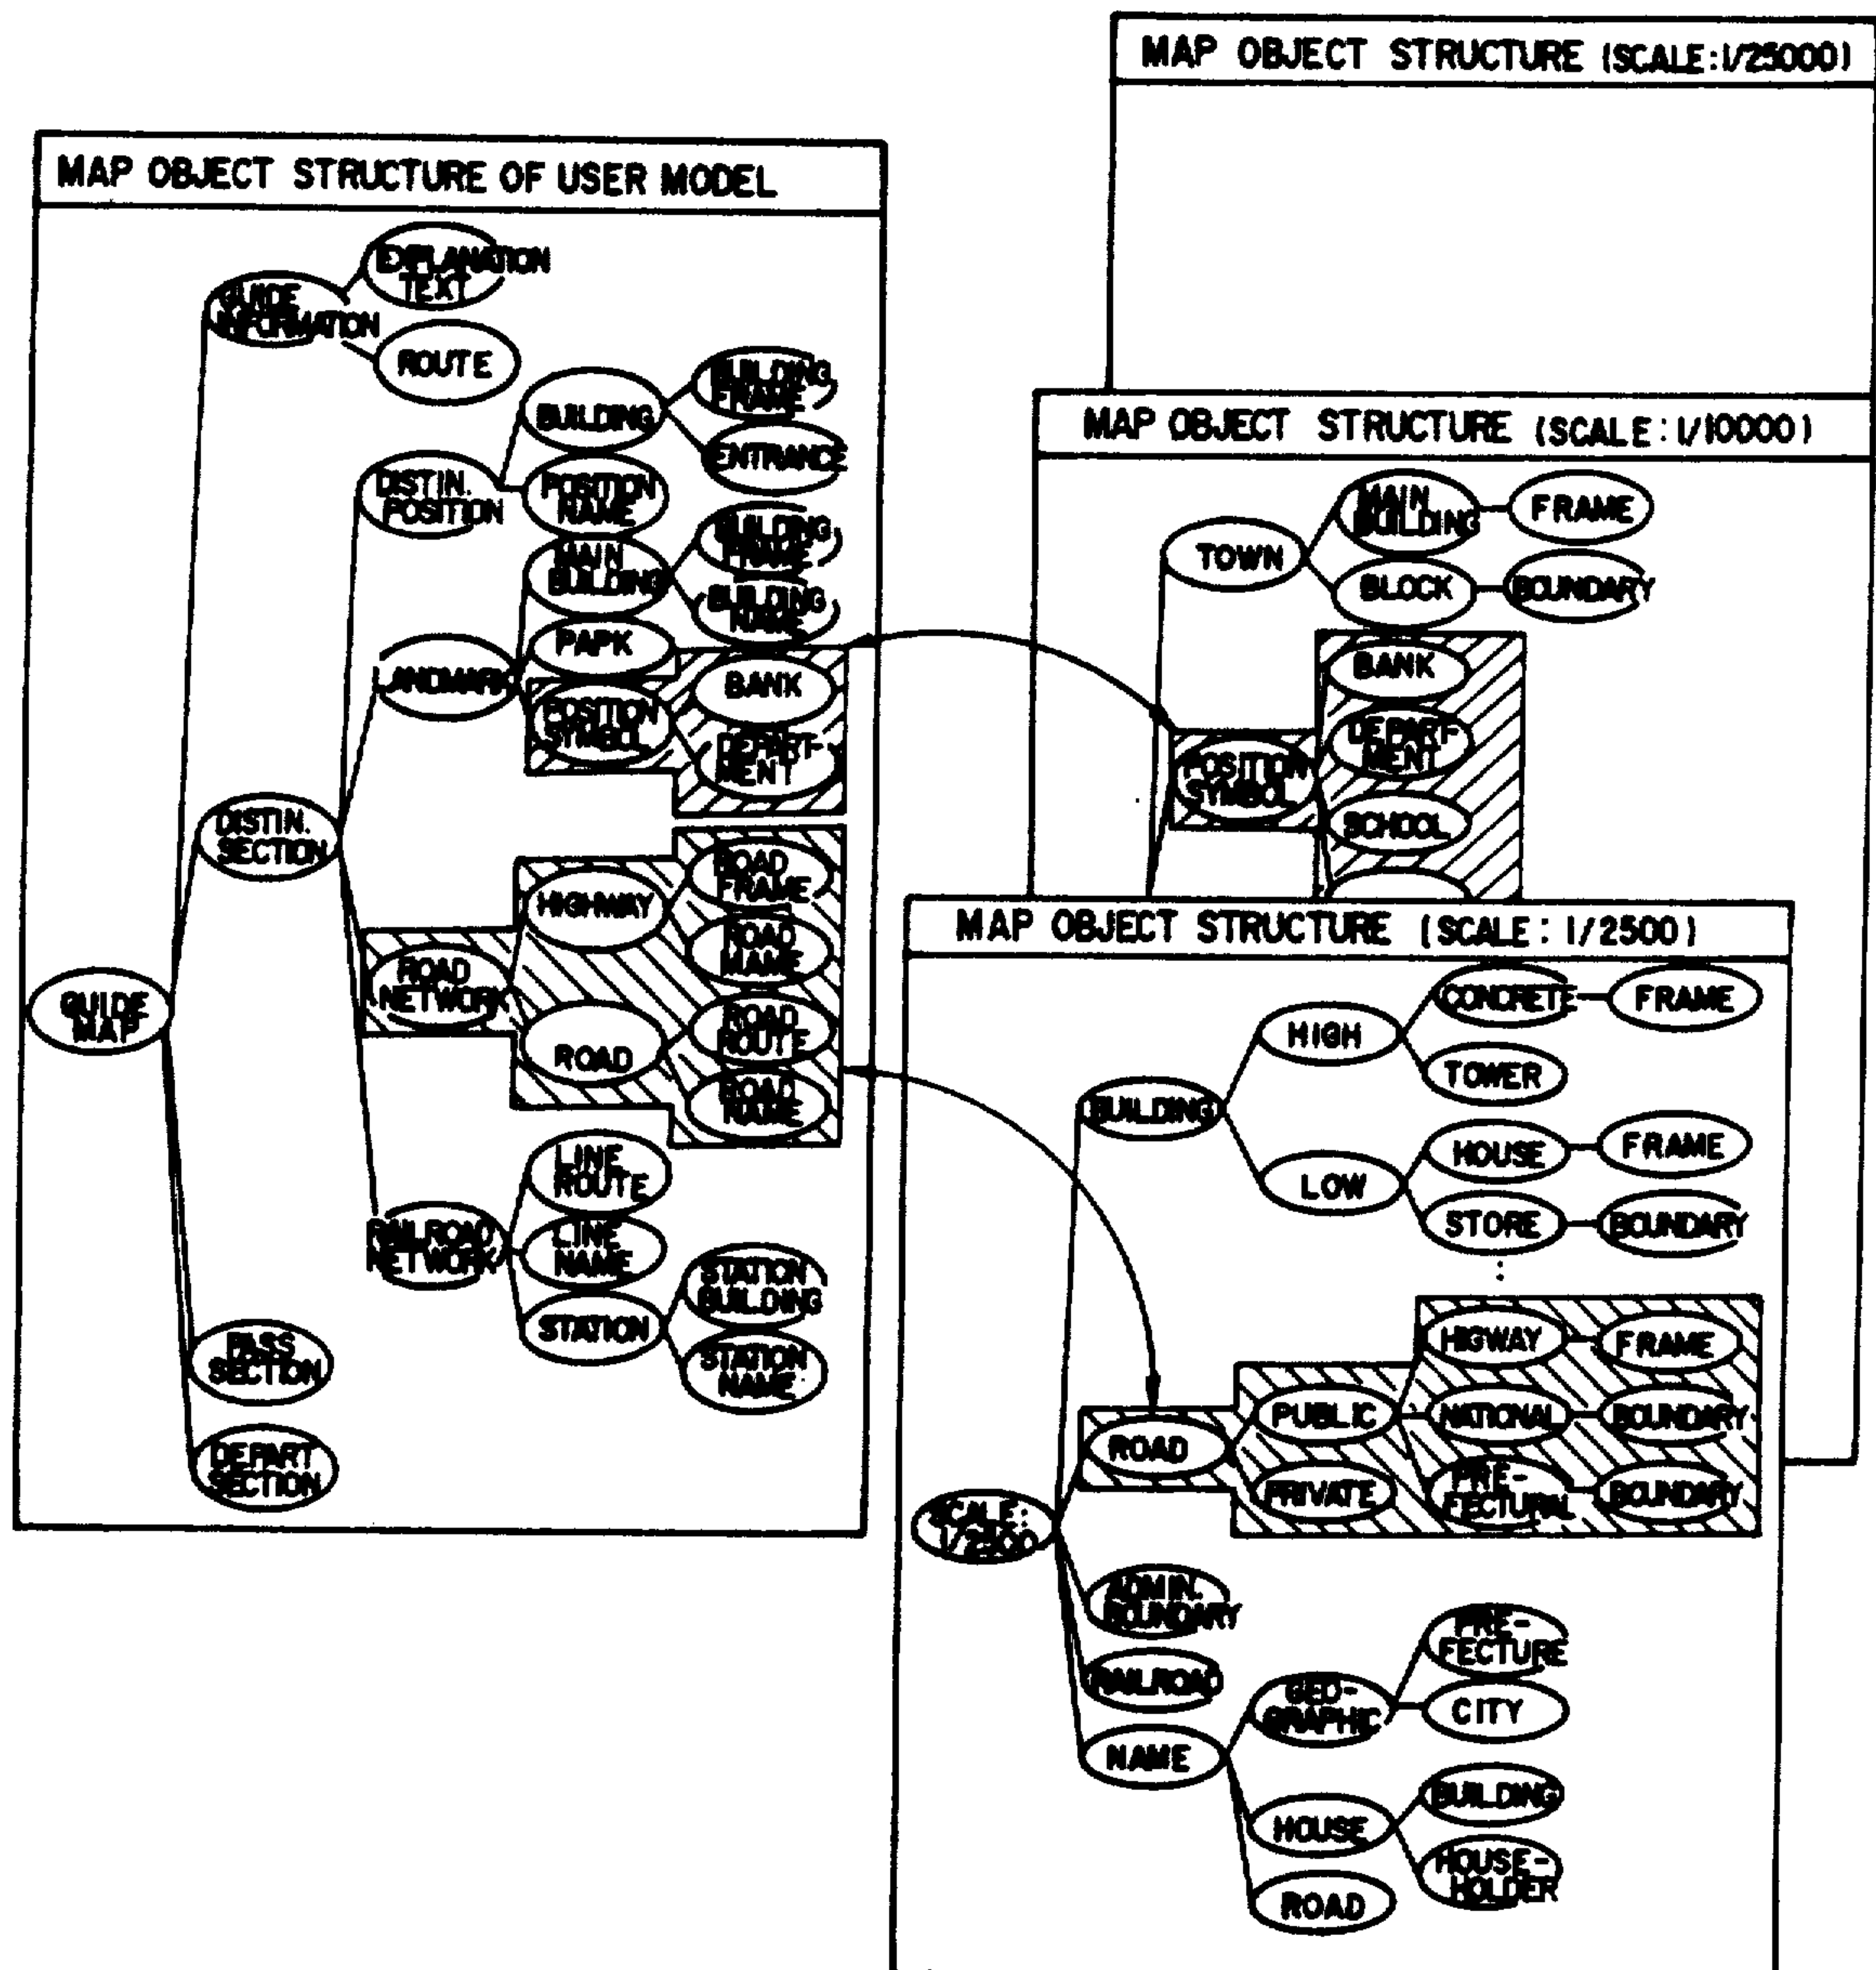 MAP OBJECT STRUCTURE (SCALE:1/25000)
MAP OBJECT STRUCTURE OF USER MODEL
EXPLANATION
TEXT
GUIDE
INFORMATION
ROUTE
BUILDING
FRAME
BUILDING
ENTRANCE
DISTIN.
POSITION
POSITION
NAME
MAIN
BUILDING
BUILDING
FRAME
BUILDING
NAME
LANDMARK
PAPK
BANK
POSITION
SYMBOL
DEPART-
MENT
DISTIN.
SECTION
ROAD
FRAME
HIGHWAY
ROAD
MAME
ROAD
NETWORK
GUIDE
MAP
ROAD
ROUTE
ROAD
ROAD
NAME
LINE
ROUTE
RAILROAD
NETWORK
LINE
NAME
STATION
BUILDING
STATION
STATION
NAME
PASS
SECTION
DEPART
SECTION
MAP OBJECT STRUCTURE (SCALE:1/10000)
MAIN
BUILDING
FRAME
TOWN
BLOCK
BOUNDARY
BANK
DEPART-
MENT
POSITION
SYMBOL
SCHOOL
MAP OBJECT STRUCTURE (SCALE: 1/2500)
CONCRETE
FRAME
HIGH
TOWER
BUILDING
HOUSE
FRAME
LOW
STORE
BOUNDARY
HIGWAY
FRAME
PUBLIC
NATIONAL
BOUNDARY
ROAD
PRIVATE
PRE-
FECTURAL
BOUNDARY
SCALE:
1/2500
ADMIN.
BOUNDARY
RAILROAD
PRE-
FECTURE
GEO-
GRAPHIC
CITY
NAME
BUILDING
HOUSE
HOUSE-
HOLDER
ROAD